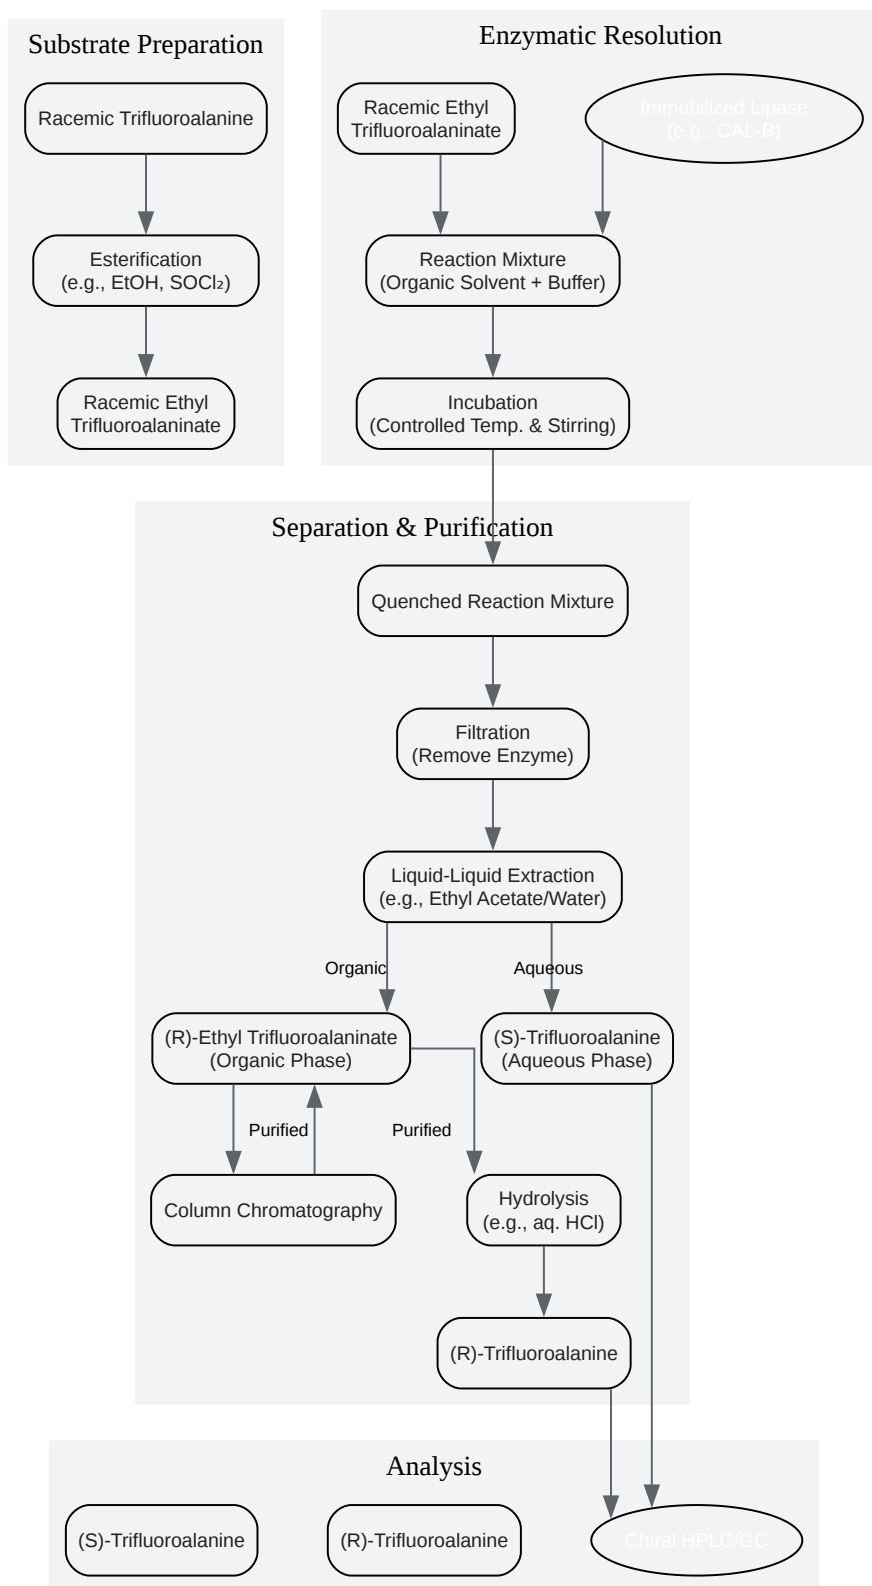 Substrate Preparation
Racemic Trifluoroalanine
Esterification
(e.g., EtOH, SOCl₂)
Racemic Ethyl
Trifluoroalaninate
Enzymatic Resolution
Racemic Ethyl
Trifluoroalaninate
Immobilized Lipase
(e.g., CAL-B)
Reaction Mixture
(Organic Solvent + Buffer)
Incubation
(Controlled Temp. & Stirring)
Separation & Purification
Quenched Reaction Mixture
Filtration
(Remove Enzyme)
Liquid-Liquid Extraction
(e.g., Ethyl Acetate/Water)
Organic
Aqueous
(R)-Ethyl Trifluoroalaninate
(Organic Phase)
(S)-Trifluoroalanine
(Aqueous Phase)
Purified
Purified
Column Chromatography
Hydrolysis
(e.g., aq. HCl)
(R)-Trifluoroalanine
Analysis
(S)-Trifluoroalanine
(R)-Trifluoroalanine
Chiral HPLC/GC